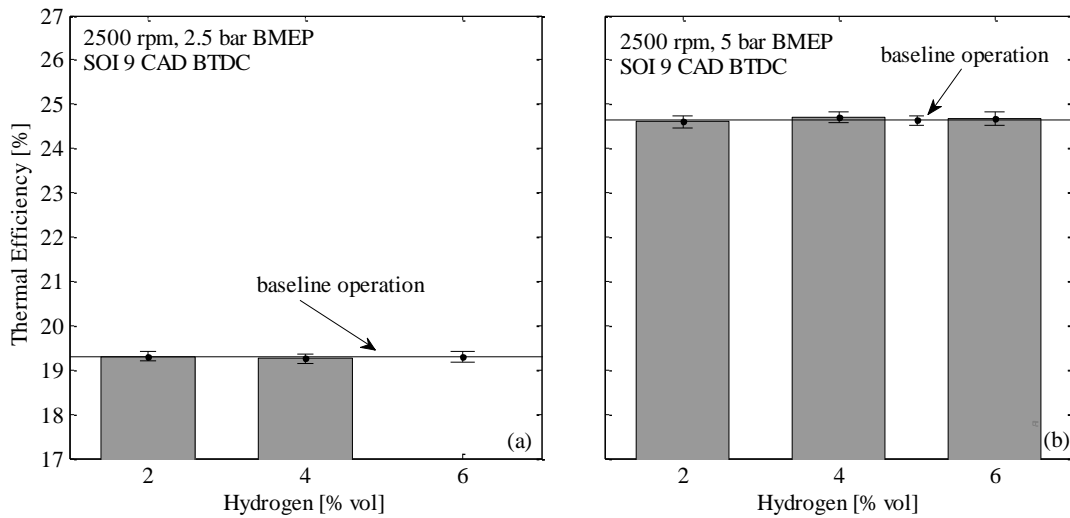 2500 rpm, 2.5 bar BMEP
SOI 9 CAD BTDC
baseline operation
Thermal Efficiency [%]
27
26
25
24
23
22
21
20
19
18
17
2
4
6
(a)
Hydrogen [% vol]
2500 rpm, 5 bar BMEP
SOI 9 CAD BTDC
baseline operation
2
4
6
(b)
Hydrogen [% vol]